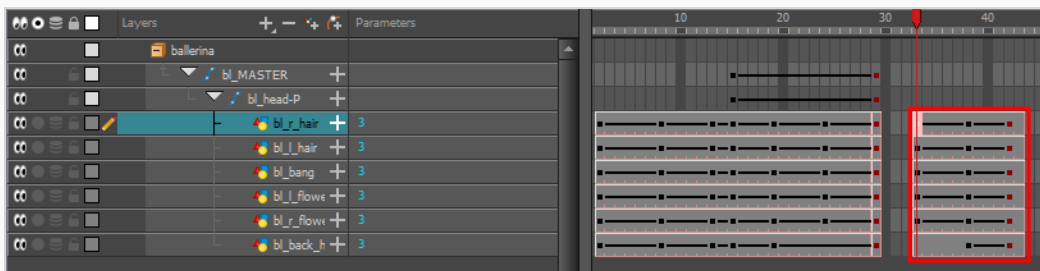 Layers Parameters 10 20 30 40
ballerina
bl_MASTER
bl_head-P
bl_r_hair 3
bl_l_hair 3
bl_bang 3
bl_l_flowe 3
bl_r_flowe 3
bl_back_h 3